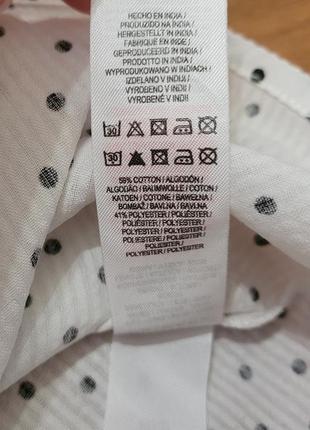 HECHO EN INDIA /
PRODUZIDO NA INDIA /
HERGESTELLT IN INDIEN /
FABRIQUÉ EN INDE /
GEPRODUCEERD IN INDIA /
PRODOTTO IN INDIA /
WYPRODUKOWANO W INDIACH /
IZDELANO V INDIJI /
VYROBENÉ V INDII /
VYROBENO V INDII
30
30
59% COTTON / ALGODÓN /
ALGODÃO / BAUMWOLLE / COTON /
KATOEN / COTONE / BAWEŁNA /
BOMBAŽ / BAVLNA / BAVLNA
41% POLYESTER / POLIÉSTER /
POLIÉSTER / POLYESTER /
POLYESTER / POLYESTER /
POLIESTERE / POLIESTER /
POLIESTER / POLYESTER /
POLYESTER